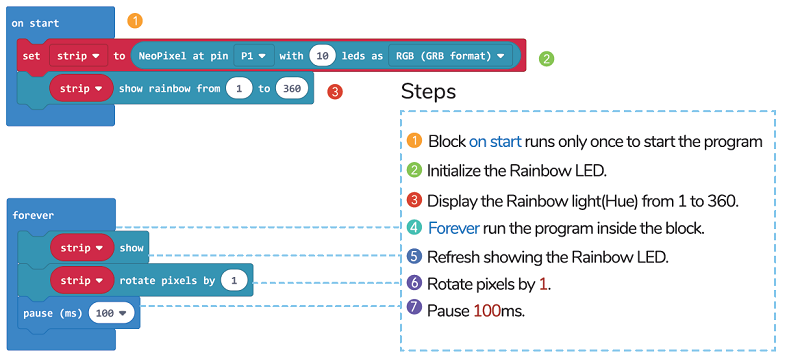 on start
1
set strip to NeoPixel at pin P1 with 10 leds as RGB (GRB format)
2
strip show rainbow from 1 to 360
3
forever
strip show
strip rotate pixels by 1
pause (ms) 100
Steps
1 Block on start runs only once to start the program
2 Initialize the Rainbow LED.
3 Display the Rainbow light(Hue) from 1 to 360.
4 Forever run the program inside the block.
5 Refresh showing the Rainbow LED.
6 Rotate pixels by 1.
7 Pause 100ms.